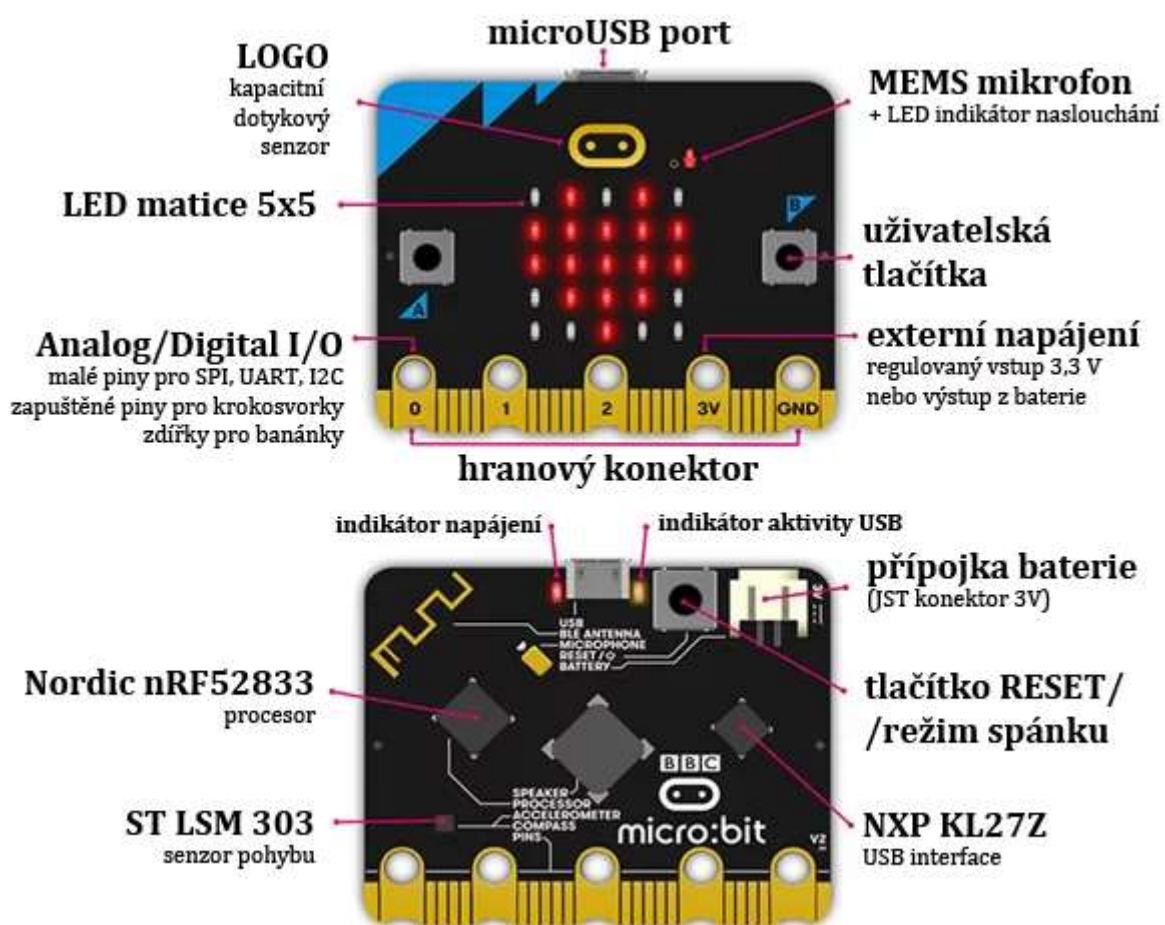 microUSB port
LOGO
kapacitní
dotykový
senzor
MEMS mikrofon
+ LED indikátor naslouchání
LED matice 5x5
B
uživatelská
tlačítka
A
Analog/Digital I/O
malé piny pro SPI, UART, I2C
zapuštěné piny pro krokosvorky
zdířky pro banánky
externí napájení
regulovaný vstup 3,3 V
nebo výstup z baterie
0 1 2 3V GND
hranový konektor
indikátor napájení
indikátor aktivity USB
přípojka baterie
(JST konektor 3V)
3V
USB
BLE ANTENNA
MICROPHONE
RESET/
BATTERY
Nordic nRF52833
procesor
tlačítko RESET/
/režim spánku
BBC
micro:bit
SPEAKER
PROCESSOR
ACCELEROMETER
COMPASS
PINS
ST LSM 303
senzor pohybu
NXP KL27Z
USB interface
V2